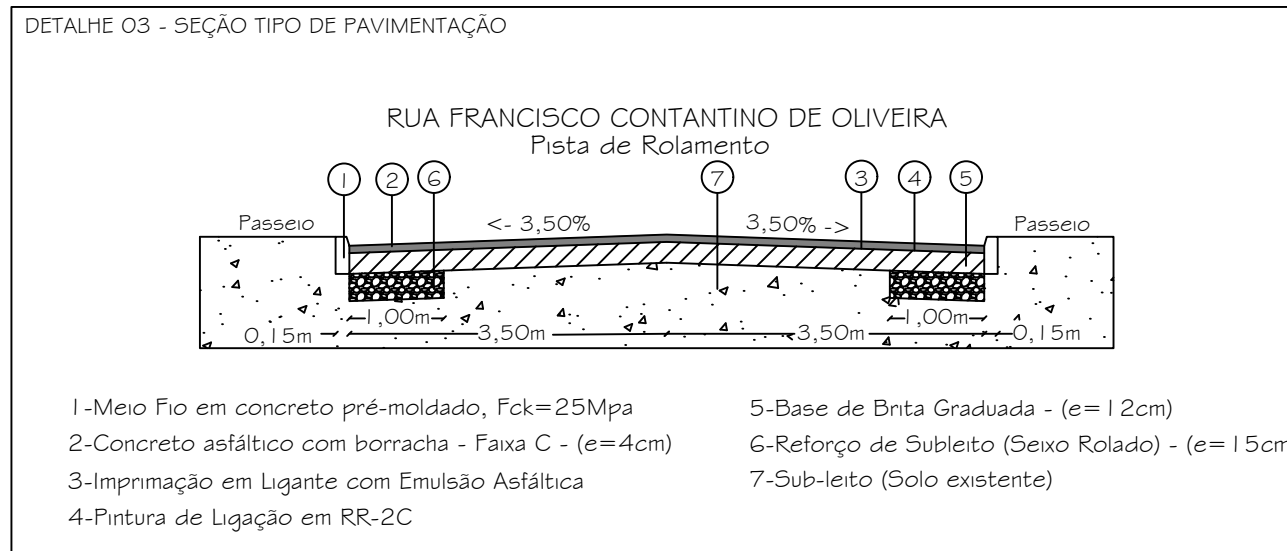 DETALHE 03 - SEÇÃO TIPO DE PAVIMENTAÇÃO
RUA FRANCISCO CONTANTINO DE OLIVEIRA
Pista de Rolamento
1 2 6 7 3 4 5
Passeio <- 3,50% 3,50% -> Passeio
1,00m 1,00m
0,15m 3,50m 3,50m 0,15m
1-Meio Fio em concreto pré-moldado, Fck=25Mpa
2-Concreto asfáltico com borracha - Faixa C - (e=4cm)
3-Imprimação em Ligante com Emulsão Asfáltica
4-Pintura de Ligação em RR-2C
5-Base de Brita Graduada - (e=12cm)
6-Reforço de Subleito (Seixo Rolado) - (e=15cm
7-Sub-leito (Solo existente)